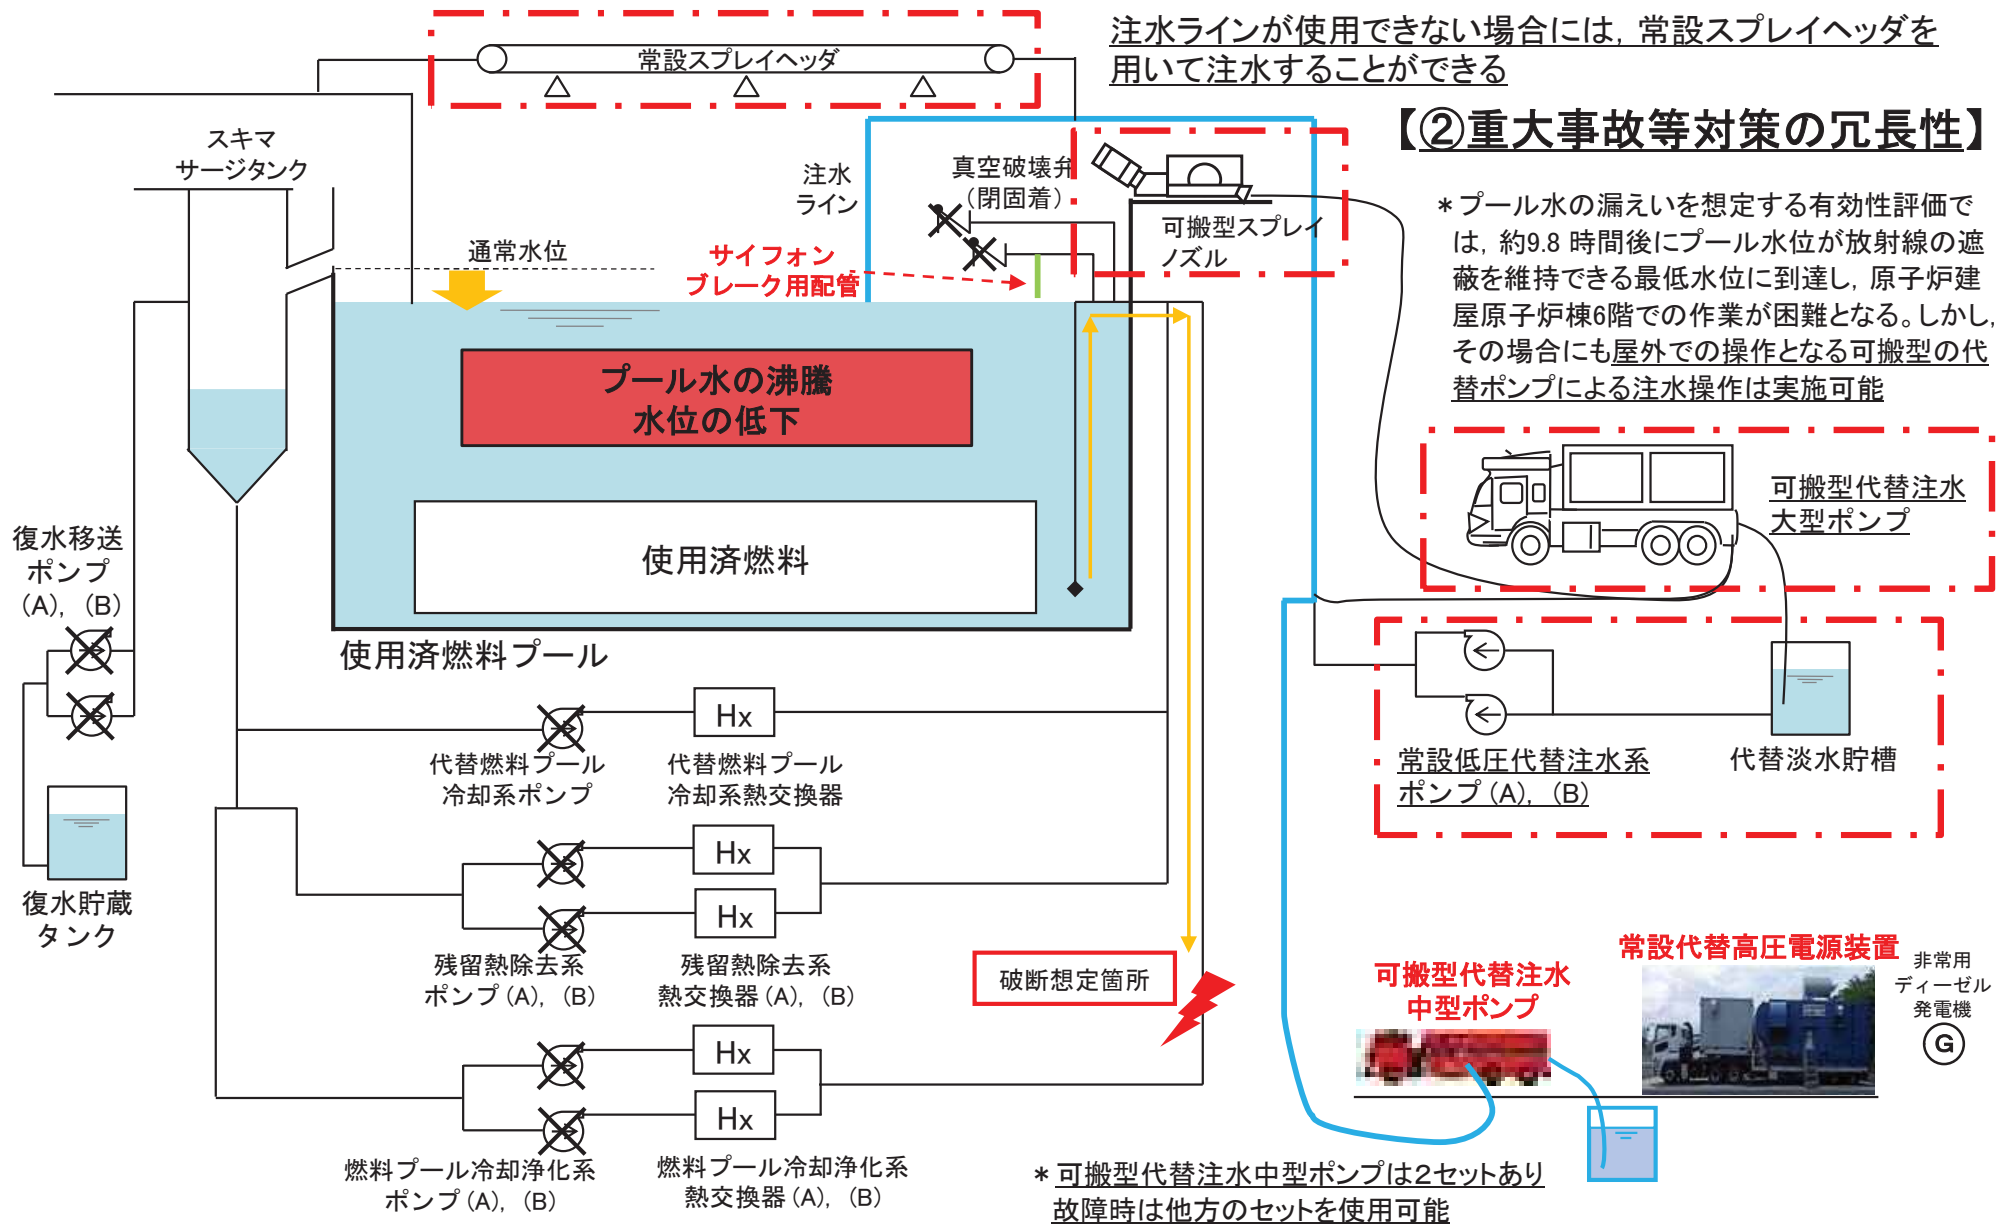 注水ラインが使用できない場合には，常設スプレイヘッダを
用いて注水することができる
【②重大事故等対策の冗長性】
＊プール水の漏えいを想定する有効性評価で
は，約9.8 時間後にプール水位が放射線の遮
蔽を維持できる最低水位に到達し，原子炉建
屋原子炉棟6階での作業が困難となる。しかし，
その場合にも屋外での操作となる可搬型の代
替ポンプによる注水操作は実施可能
常設スプレイヘッダ
スキマ
サージタンク
注水
ライン
真空破壊弁
（閉固着）
可搬型スプレイ
ノズル
通常水位
サイフォン
ブレーク用配管
プール水の沸騰
水位の低下
使用済燃料
使用済燃料プール
復水移送
ポンプ
（A），（B）
復水貯蔵
タンク
可搬型代替注水
大型ポンプ
常設低圧代替注水系
ポンプ（A），（B）
代替淡水貯槽
Hx
代替燃料プール
冷却系ポンプ
代替燃料プール
冷却系熱交換器
Hx
Hx
残留熱除去系
ポンプ（A），（B）
残留熱除去系
熱交換器（A），（B）
Hx
Hx
燃料プール冷却浄化系
ポンプ（A），（B）
燃料プール冷却浄化系
熱交換器（A），（B）
破断想定箇所
可搬型代替注水
中型ポンプ
常設代替高圧電源装置
非常用
ディーゼル
発電機
G
＊可搬型代替注水中型ポンプは２セットあり
故障時は他方のセットを使用可能